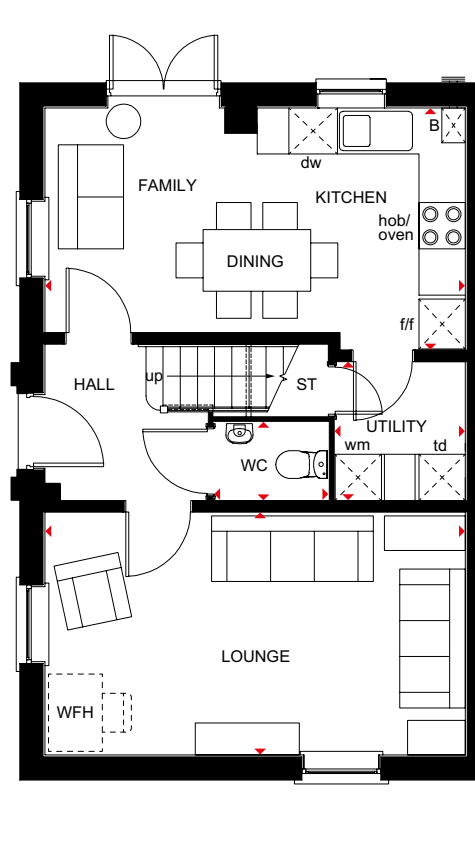 B
dw
FAMILY
KITCHEN
hob/
oven
DINING
f/f
HALL
up
ST
UTILITY
wm
td
WC
LOUNGE
WFH